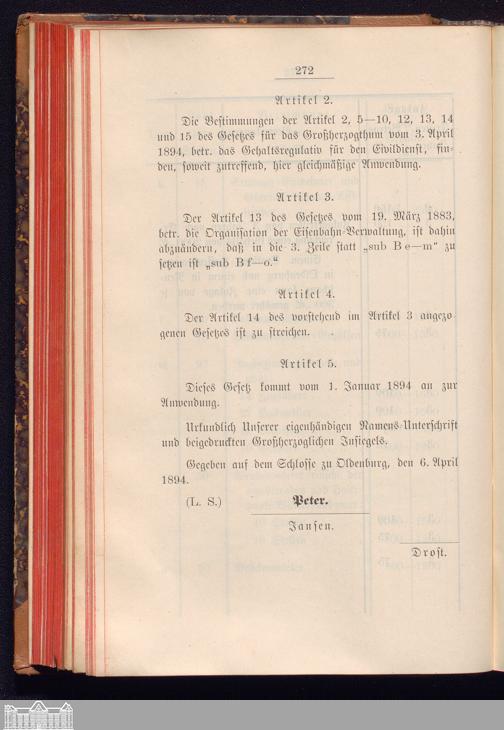 272
Artikel 2.
Die Bestimmungen der Artikel 2, 5—10, 12, 13, 14
und 15 des Gesetzes für das Großherzogthum vom 3. April
1894, betr. das Gehaltsregulativ für den Civildienst, fin-
den, soweit zutreffend, hier gleichmäßige Anwendung.
Artikel 3.
Der Artikel 13 des Gesetzes vom 19. März 1883,
betr. die Organisation der Eisenbahn-Verwaltung, ist dahin
abzuändern, daß in die 3. Zeile statt „sub B e—m" zu
setzen ist „sub B f—o."
Artikel 4.
Der Artikel 14 des vorstehend im Artikel 3 angezo-
genen Gesetzes ist zu streichen.
Artikel 5.
Dieses Gesetz kommt vom 1. Januar 1894 an zur
Anwendung.
Urkundlich Unserer eigenhändigen Namens-Unterschrift
und beigedruckten Großherzoglichen Insiegels.
Gegeben auf dem Schlosse zu Oldenburg, den 6. April
1894.
(L. S.) Peter.
Jansen.
Drost.